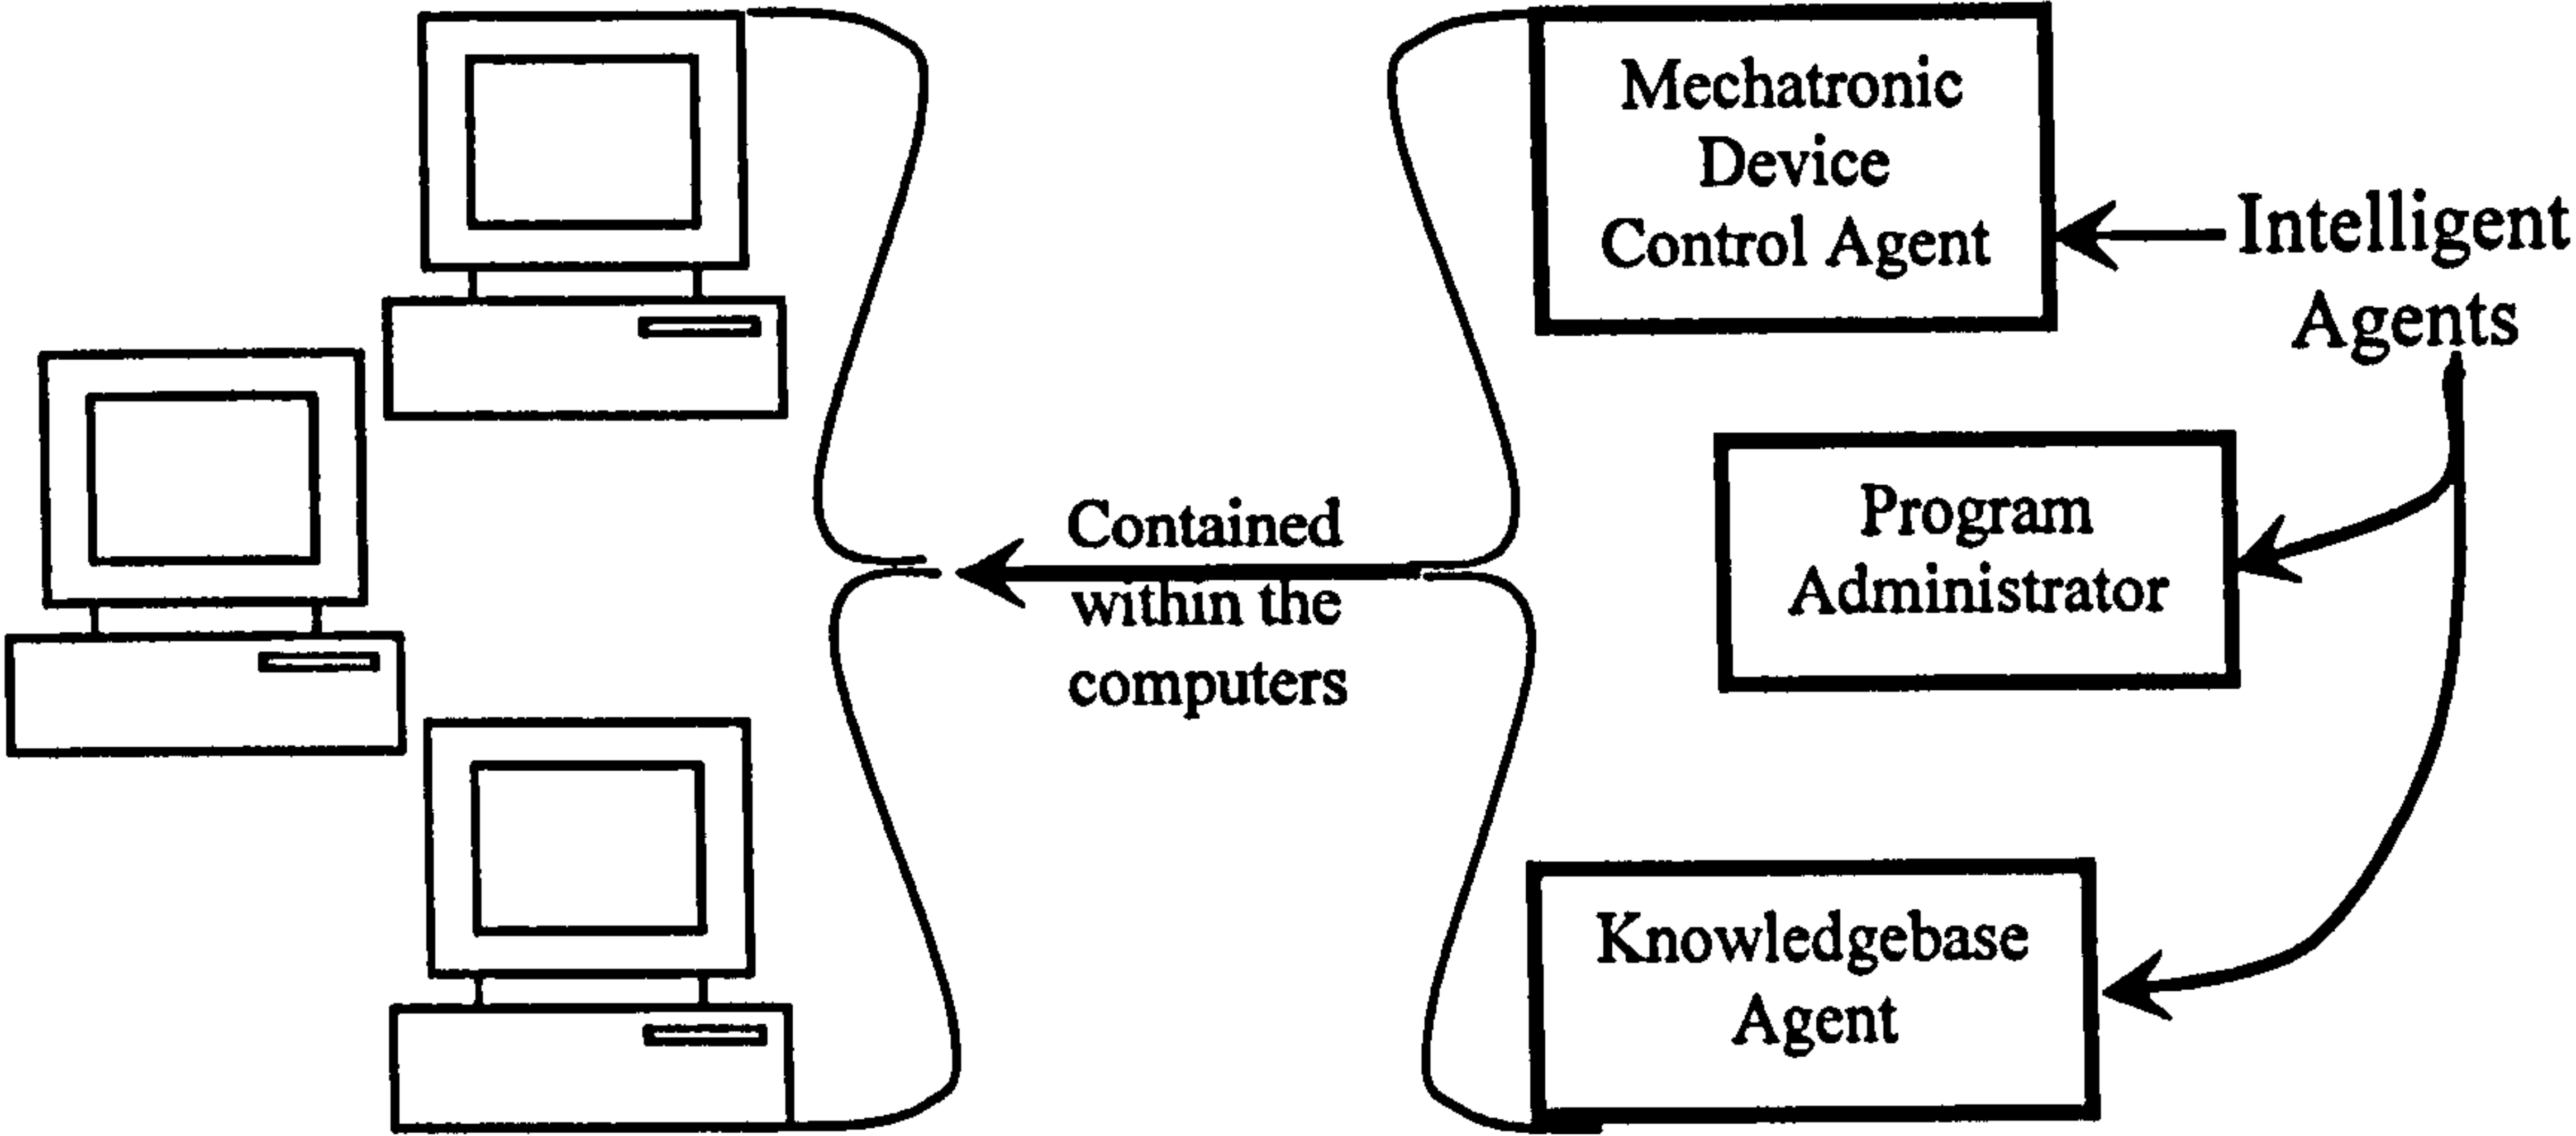 Mechatronic
Device
Control Agent
Intelligent
Agents
Program
Administrator
Contained
within the
computers
Knowledgebase
Agent